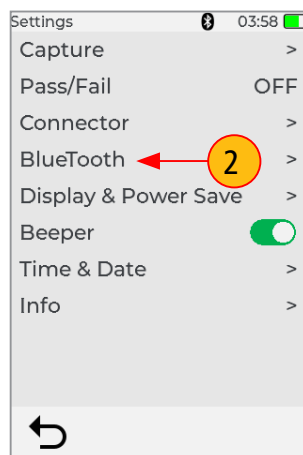 Settings 03:58
Capture >
Pass/Fail OFF
Connector >
BlueTooth 2 >
Display & Power Save >
Beeper
Time & Date >
Info >